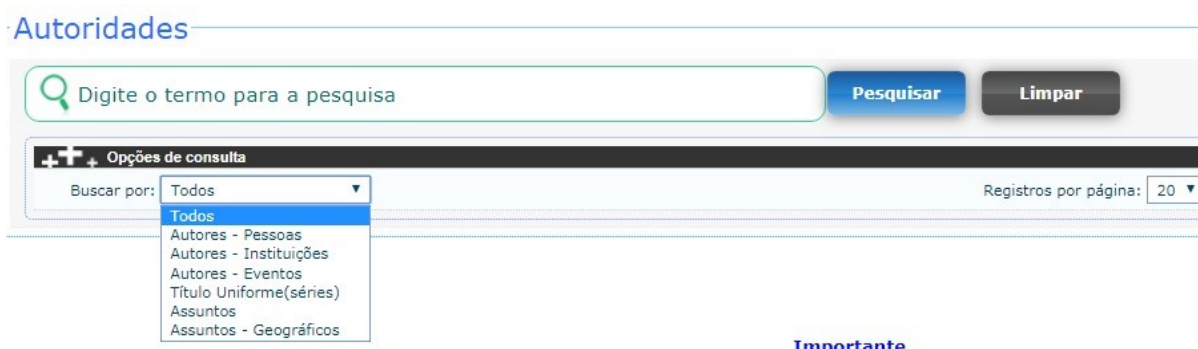 Autoridades
Digite o termo para a pesquisa
Pesquisar
Limpar
Opções de consulta
Buscar por: Todos
Registros por página: 20
Todos
Autores - Pessoas
Autores - Instituições
Autores - Eventos
Título Uniforme(séries)
Assuntos
Assuntos - Geográficos
Importante